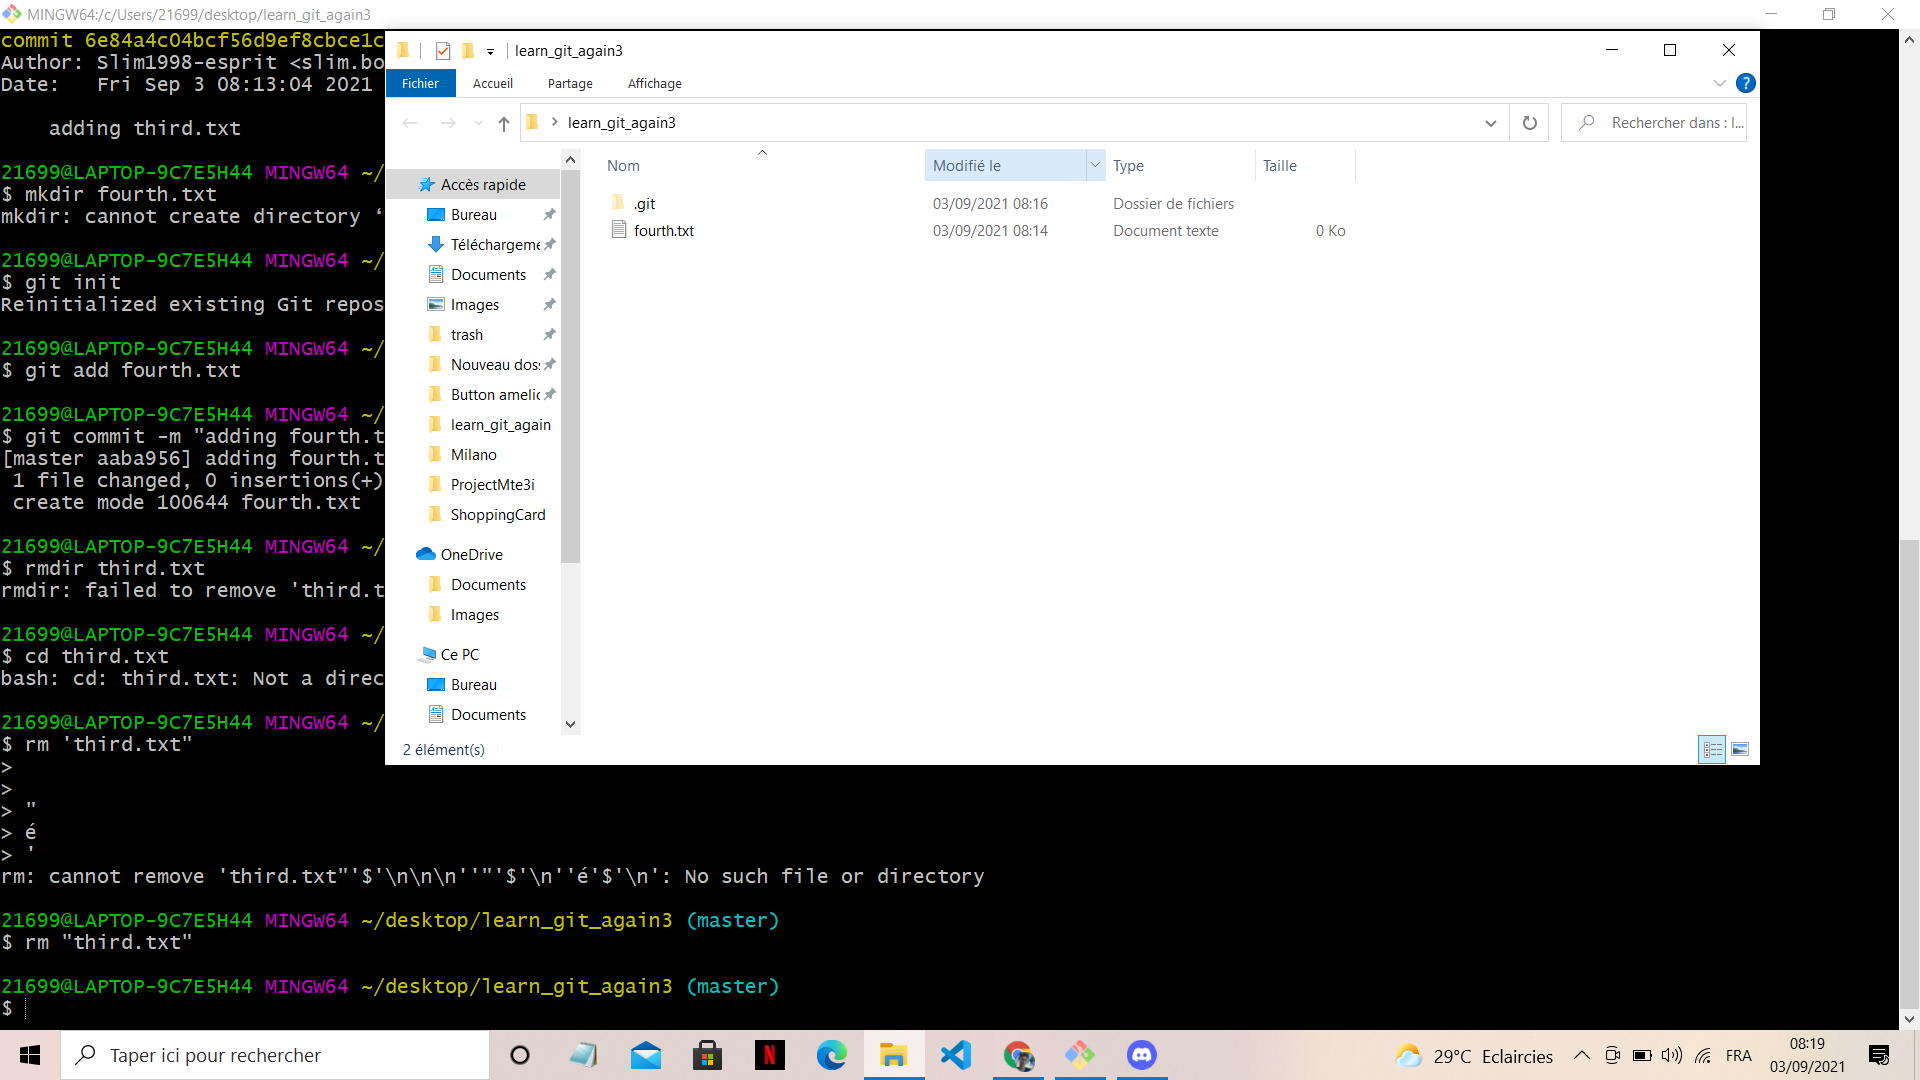 MINGW64:/c/Users/21699/desktop/learn_git_again3
commit 6e84a4c04bcf56d9ef8cbce1c
Author: Slim1998-esprit <slim.bo
Date:   Fri Sep 3 08:13:04 2021
adding third.txt
21699@LAPTOP-9C7E5H44 MINGW64 ~/
$ mkdir fourth.txt
mkdir: cannot create directory ‘
21699@LAPTOP-9C7E5H44 MINGW64 ~/
$ git init
Reinitialized existing Git repos
21699@LAPTOP-9C7E5H44 MINGW64 ~/
$ git add fourth.txt
21699@LAPTOP-9C7E5H44 MINGW64 ~/
$ git commit -m "adding fourth.t
[master aaba956] adding fourth.t
1 file changed, 0 insertions(+)
create mode 100644 fourth.txt
21699@LAPTOP-9C7E5H44 MINGW64 ~/
$ rmdir third.txt
rmdir: failed to remove 'third.t
21699@LAPTOP-9C7E5H44 MINGW64 ~/
$ cd third.txt
bash: cd: third.txt: Not a direc
21699@LAPTOP-9C7E5H44 MINGW64 ~/
$ rm 'third.txt"
>
>
> "
> é
> '
rm: cannot remove 'third.txt"'$'\n\n\n''"'$'\n''é'$'\n': No such file or directory
21699@LAPTOP-9C7E5H44 MINGW64 ~/desktop/learn_git_again3 (master)
$ rm "third.txt"
21699@LAPTOP-9C7E5H44 MINGW64 ~/desktop/learn_git_again3 (master)
$
learn_git_again3
Fichier Accueil Partage Affichage
?
learn_git_again3
Rechercher dans : l...
Nom Modifié le Type Taille
.git 03/09/2021 08:16 Dossier de fichiers
fourth.txt 03/09/2021 08:14 Document texte 0 Ko
Accès rapide
Bureau
Téléchargeme
Documents
Images
trash
Nouveau dos
Button amelio
learn_git_again
Milano
ProjectMte3i
ShoppingCard
OneDrive
Documents
Images
Ce PC
Bureau
Documents
2 élément(s)
Taper ici pour rechercher
N
29°C Eclaircies
FRA
08:19
03/09/2021